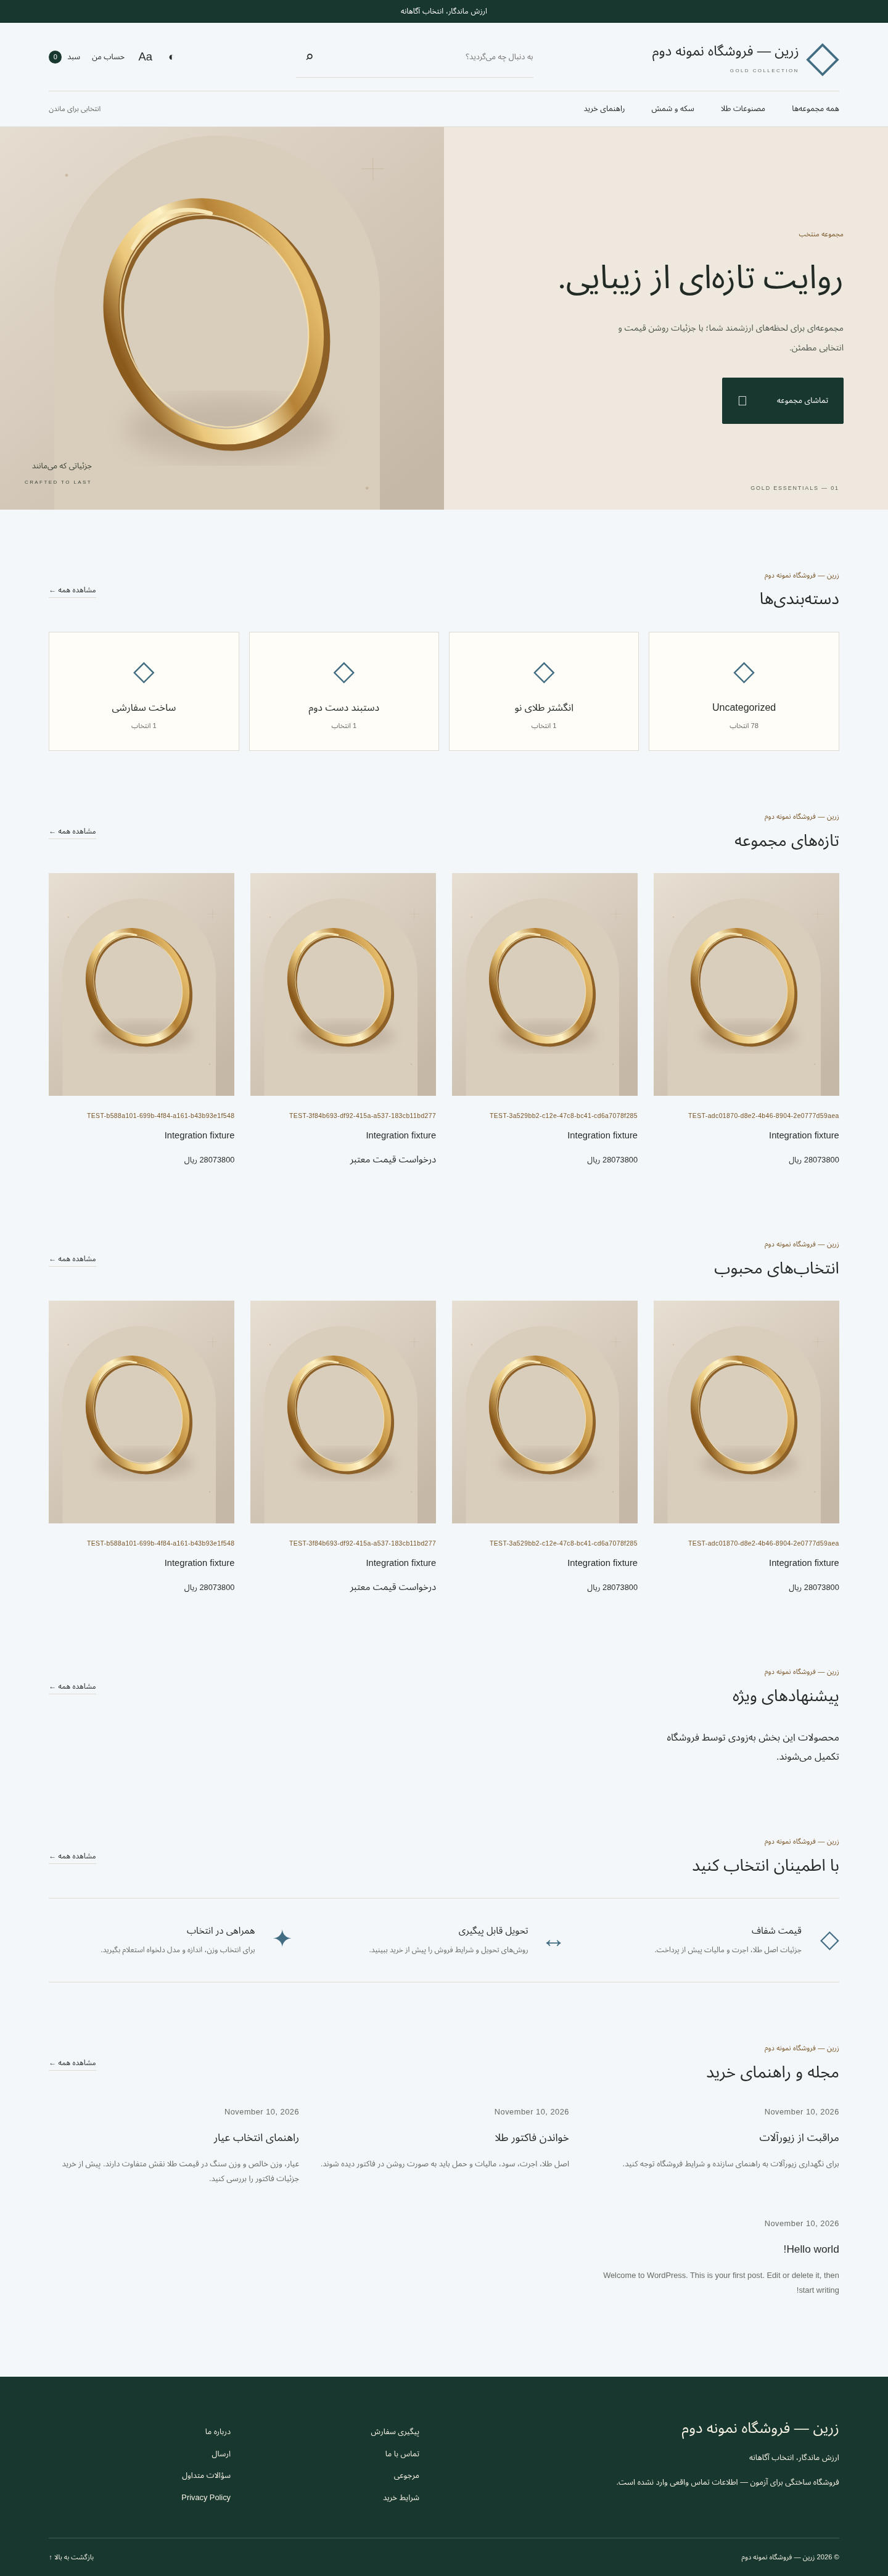 ارزش ماندگار، انتخاب آگاهانه
زرین — فروشگاه نمونه دوم
GOLD COLLECTION
به دنبال چه می‌گردید؟
Aa
حساب من
سبد
0
همه مجموعه‌ها
مصنوعات طلا
سکه و شمش
راهنمای خرید
انتخابی برای ماندن
مجموعه منتخب
روایت تازه‌ای از زیبایی.
مجموعه‌ای برای لحظه‌های ارزشمند شما؛ با جزئیات روشن قیمت و
انتخابی مطمئن.
تماشای مجموعه
GOLD ESSENTIALS — 01
جزئیاتی که می‌مانند
CRAFTED TO LAST
زرین — فروشگاه نمونه دوم
دسته‌بندی‌ها
مشاهده همه ←
Uncategorized
78 انتخاب
انگشتر طلای نو
1 انتخاب
دستبند دست دوم
1 انتخاب
ساخت سفارشی
1 انتخاب
زرین — فروشگاه نمونه دوم
تازه‌های مجموعه
مشاهده همه ←
TEST-adc01870-d8e2-4b46-8904-2e0777d59aea
Integration fixture
28073800 ریال
TEST-3a529bb2-c12e-47c8-bc41-cd6a7078f285
Integration fixture
28073800 ریال
TEST-3f84b693-df92-415a-a537-183cb11bd277
Integration fixture
درخواست قیمت معتبر
TEST-b588a101-699b-4f84-a161-b43b93e1f548
Integration fixture
28073800 ریال
زرین — فروشگاه نمونه دوم
انتخاب‌های محبوب
مشاهده همه ←
TEST-adc01870-d8e2-4b46-8904-2e0777d59aea
Integration fixture
28073800 ریال
TEST-3a529bb2-c12e-47c8-bc41-cd6a7078f285
Integration fixture
28073800 ریال
TEST-3f84b693-df92-415a-a537-183cb11bd277
Integration fixture
درخواست قیمت معتبر
TEST-b588a101-699b-4f84-a161-b43b93e1f548
Integration fixture
28073800 ریال
زرین — فروشگاه نمونه دوم
پیشنهادهای ویژه
مشاهده همه ←
محصولات این بخش به‌زودی توسط فروشگاه
تکمیل می‌شوند.
زرین — فروشگاه نمونه دوم
با اطمینان انتخاب کنید
مشاهده همه ←
قیمت شفاف
جزئیات اصل طلا، اجرت و مالیات پیش از پرداخت.
تحویل قابل پیگیری
روش‌های تحویل و شرایط فروش را پیش از خرید ببینید.
همراهی در انتخاب
برای انتخاب وزن، اندازه و مدل دلخواه استعلام بگیرید.
زرین — فروشگاه نمونه دوم
مجله و راهنمای خرید
مشاهده همه ←
November 10, 2026
مراقبت از زیورآلات
برای نگهداری زیورآلات به راهنمای سازنده و شرایط فروشگاه توجه کنید.
November 10, 2026
خواندن فاکتور طلا
اصل طلا، اجرت، سود، مالیات و حمل باید به صورت روشن در فاکتور دیده شوند.
November 10, 2026
راهنمای انتخاب عیار
عیار، وزن خالص و وزن سنگ در قیمت طلا نقش متفاوت دارند. پیش از خرید
جزئیات فاکتور را بررسی کنید.
November 10, 2026
Hello world!
Welcome to WordPress. This is your first post. Edit or delete it, then
start writing!
زرین — فروشگاه نمونه دوم
ارزش ماندگار، انتخاب آگاهانه
فروشگاه ساختگی برای آزمون — اطلاعات تماس واقعی وارد نشده است.
پیگیری سفارش
تماس با ما
مرجوعی
شرایط خرید
درباره ما
ارسال
سؤالات متداول
Privacy Policy
© 2026 زرین — فروشگاه نمونه دوم
بازگشت به بالا ↑